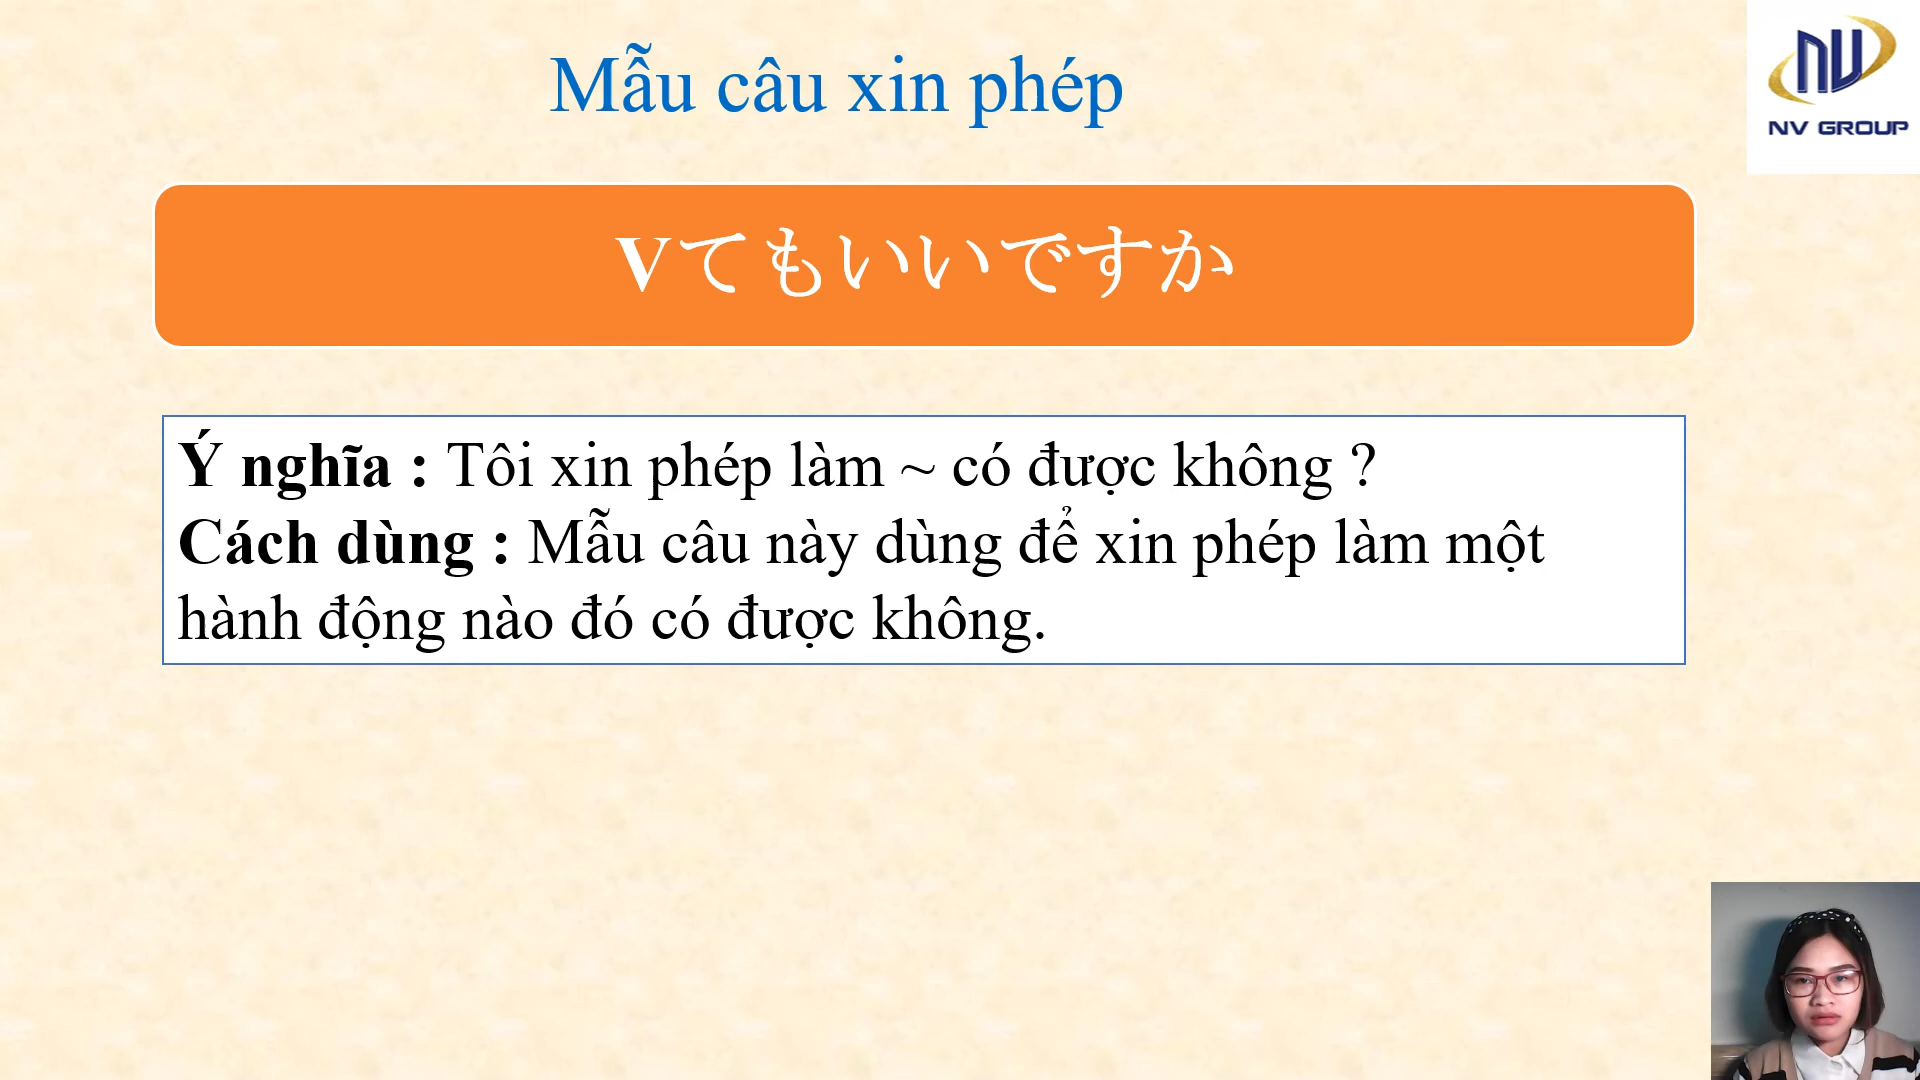 Mẫu câu xin phép
NV GROUP
Vてもいいですか
Ý nghĩa : Tôi xin phép làm ~ có được không ?
Cách dùng : Mẫu câu này dùng để xin phép làm một
hành động nào đó có được không.